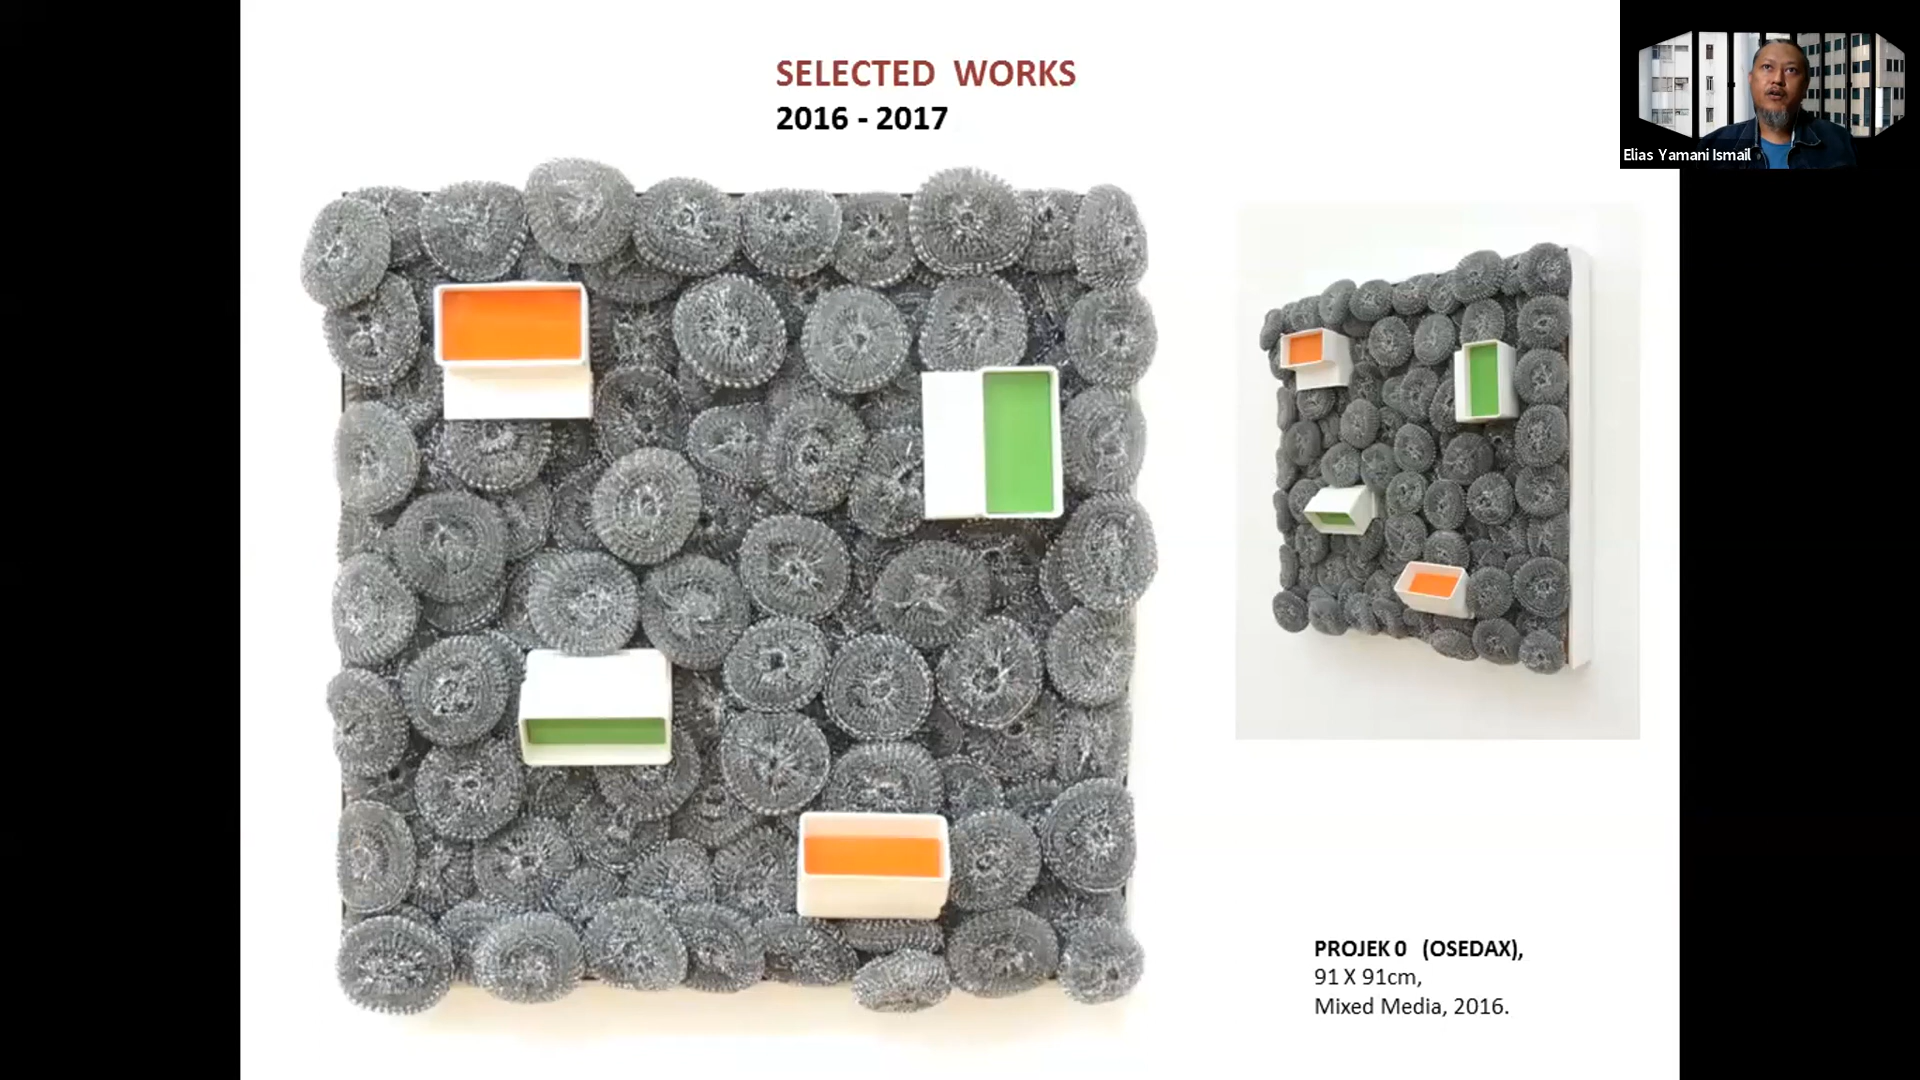 SELECTED WORKS
2016 - 2017
Elias Yamani Ismail
PROJEK 0 (OSEDAX),
91 X 91cm,
Mixed Media, 2016.